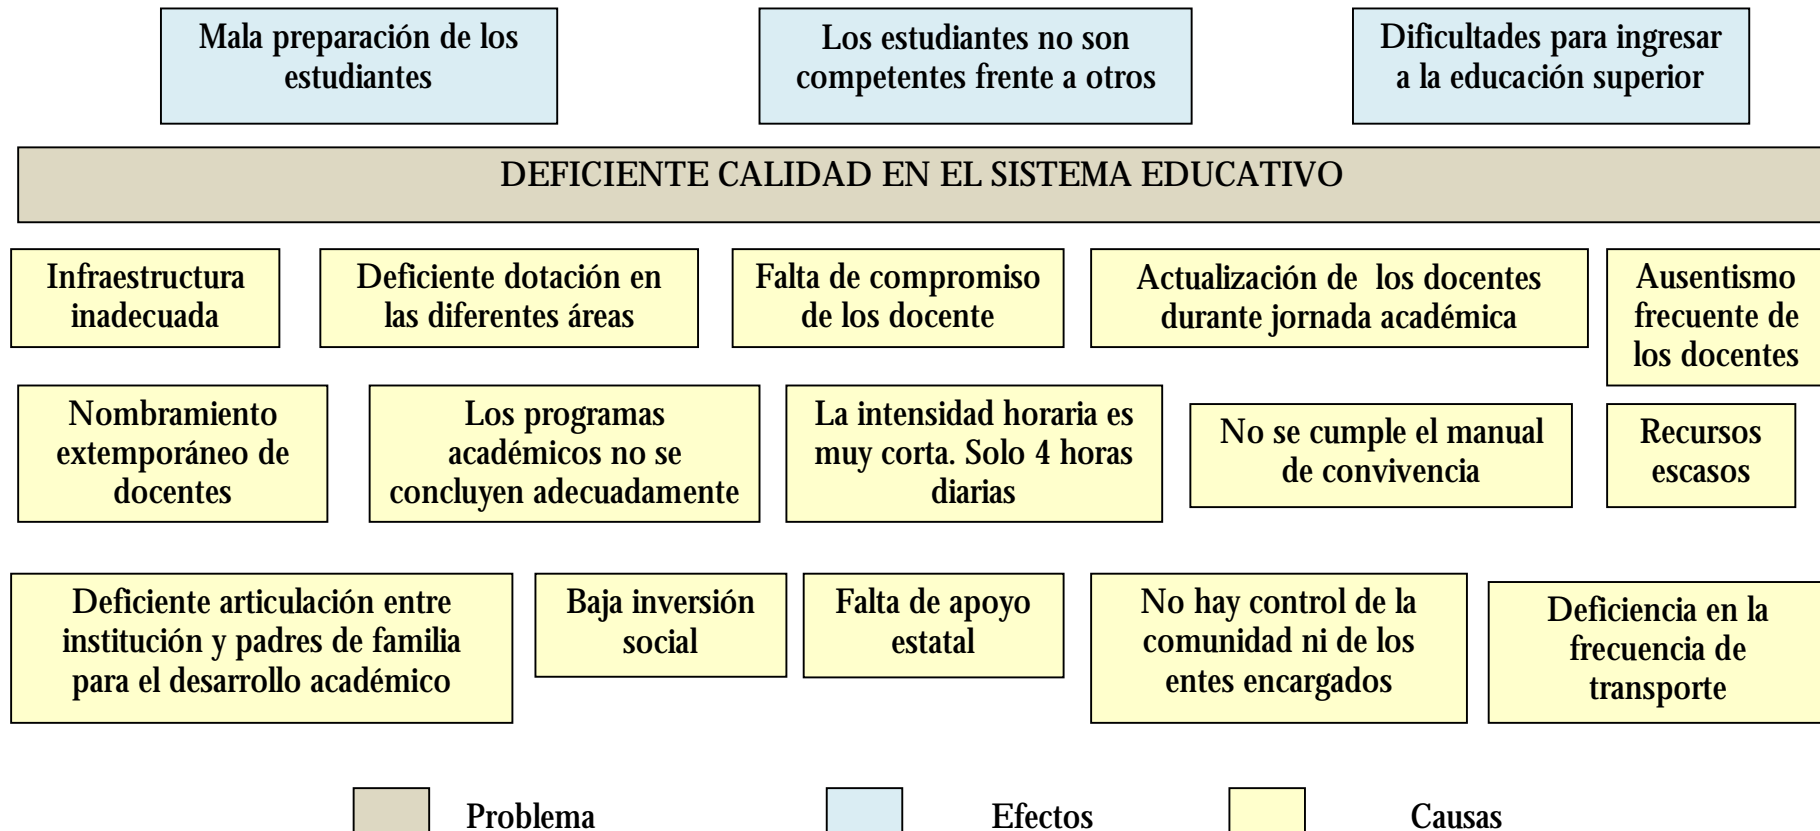 Mala preparación de los
estudiantes
Los estudiantes no son
competentes frente a otros
Dificultades para ingresar
a la educación superior
DEFICIENTE CALIDAD EN EL SISTEMA EDUCATIVO
Infraestructura
inadecuada
Deficiente dotación en
las diferentes áreas
Falta de compromiso
de los docente
Actualización de los docentes
durante jornada académica
Ausentismo
frecuente de
los docentes
Nombramiento
extemporáneo de
docentes
Los programas
académicos no se
concluyen adecuadamente
La intensidad horaria es
muy corta. Solo 4 horas
diarias
No se cumple el manual
de convivencia
Recursos
escasos
Deficiente articulación entre
institución y padres de familia
para el desarrollo académico
Baja inversión
social
Falta de apoyo
estatal
No hay control de la
comunidad ni de los
entes encargados
Deficiencia en la
frecuencia de
transporte
Problema
Efectos
Causas